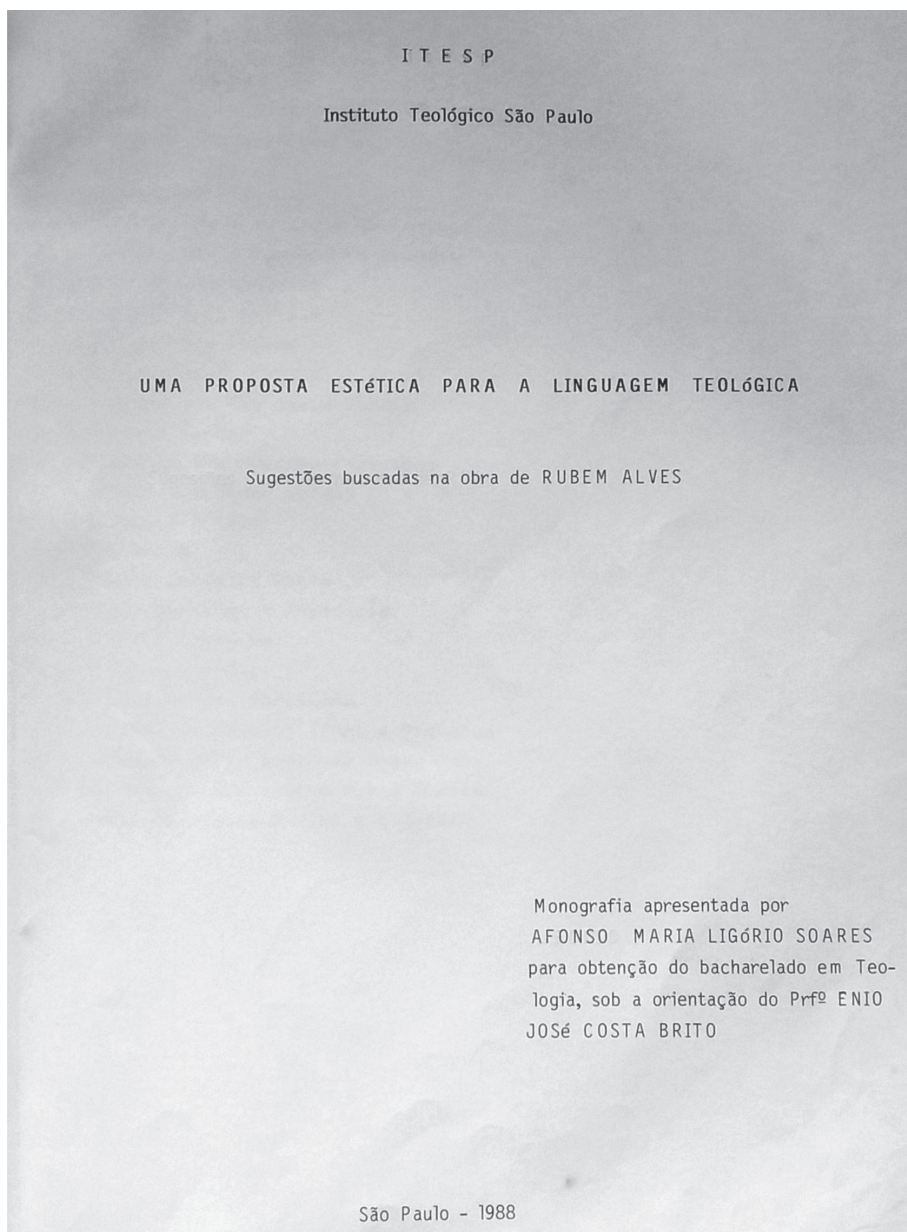 I T E S P
Instituto Teológico São Paulo
UMA PROPOSTA ESTéTICA PARA A LINGUAGEM TEOLóGICA
Sugestões buscadas na obra de RUBEM ALVES
Monografia apresentada por
AFONSO MARIA LIGóRIO SOARES
para obtenção do bacharelado em Teo-
logia, sob a orientação do Prfº ENIO
JOSé COSTA BRITO
São Paulo - 1988